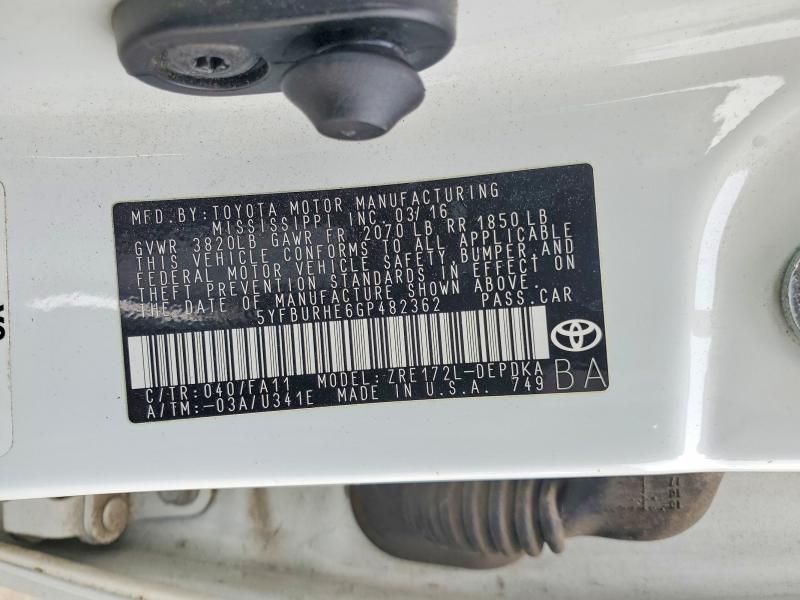 MFD.BY:TOYOTA MOTOR MANUFACTURING
MISSISSIPPI INC 03/16
GVWR 3820LB GAWR FR 2070 LB RR 1850 LB
THIS VEHICLE CONFORMS TO ALL APPLICABLE
FEDERAL MOTOR VEHICLE SAFETY, BUMPER, AND
THEFT PREVENTION STANDARDS IN EFFECT ON
THE DATE OF MANUFACTURE SHOWN ABOVE.
5YFBURHE6GP482362 PASS.CAR
C/TR:040/FA11 MODEL:ZRE172L-DEPDKA
A/TM:-03A/U341E MADE IN U.S.A. 749
BA